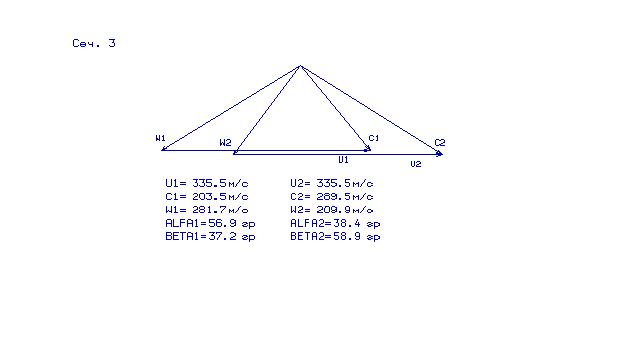 Сеч. 3
W1 W2 C1 C2
U1 U2
U1= 335.5м/с U2= 335.5м/с
C1= 203.5м/с C2= 289.5м/с
W1= 281.7м/с W2= 209.9м/с
ALFA1=56.9 гр ALFA2=38.4 гр
BETA1=37.2 гр BETA2=58.9 гр